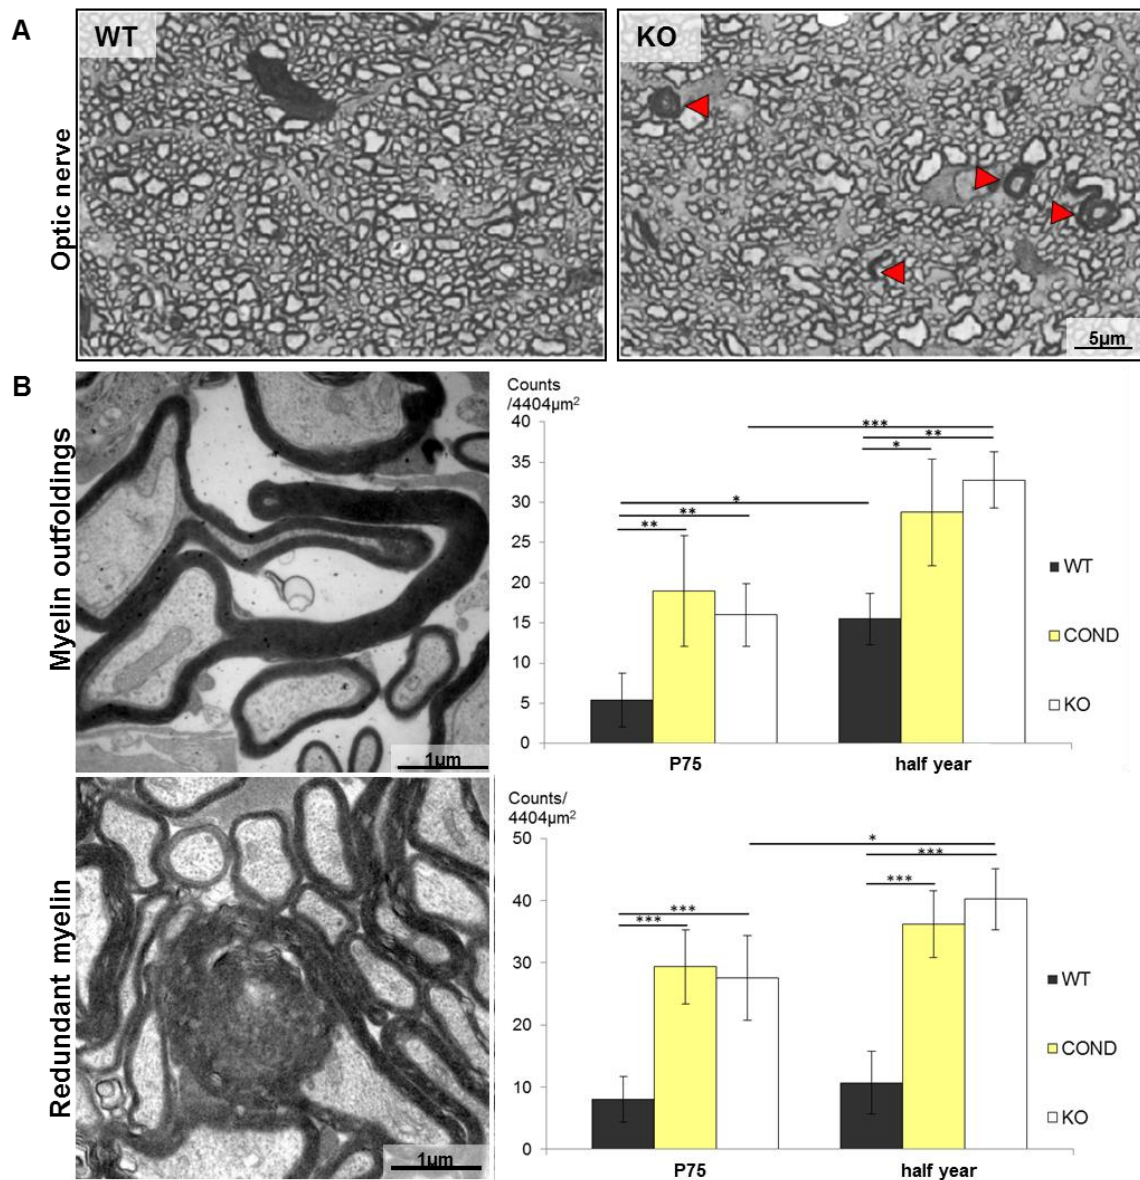 A
WT
KO
Optic nerve
5µm
B
Myelin outfoldings
1µm
Counts
/4404µm²
40
35
30
25
20
15
10
5
0
***
**
*
*
**
**
WT
COND
KO
P75
half year
Redundant myelin
1µm
Counts/
4404µm²
50
40
30
20
10
0
*
***
***
***
***
WT
COND
KO
P75
half year